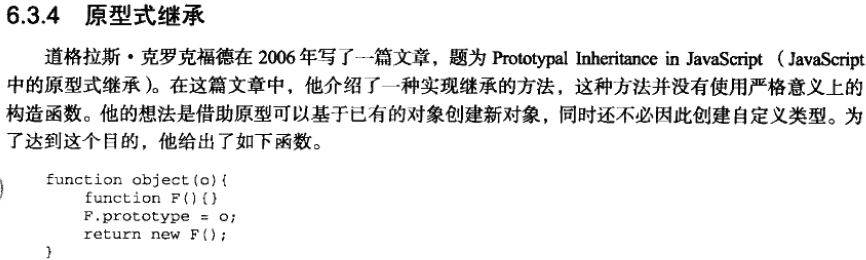 6.3.4 原型式继承
道格拉斯·克罗克福德在 2006 年写了一篇文章，题为 Prototypal Inheritance in JavaScript （JavaScript
中的原型式继承）。在这篇文章中，他介绍了一种实现继承的方法，这种方法并没有使用严格意义上的
构造函数。他的想法是借助原型可以基于已有的对象创建新对象，同时还不必因此创建自定义类型。为
了达到这个目的，他给出了如下函数。
function object(o){
function F(){}
F.prototype = o;
return new F();
}